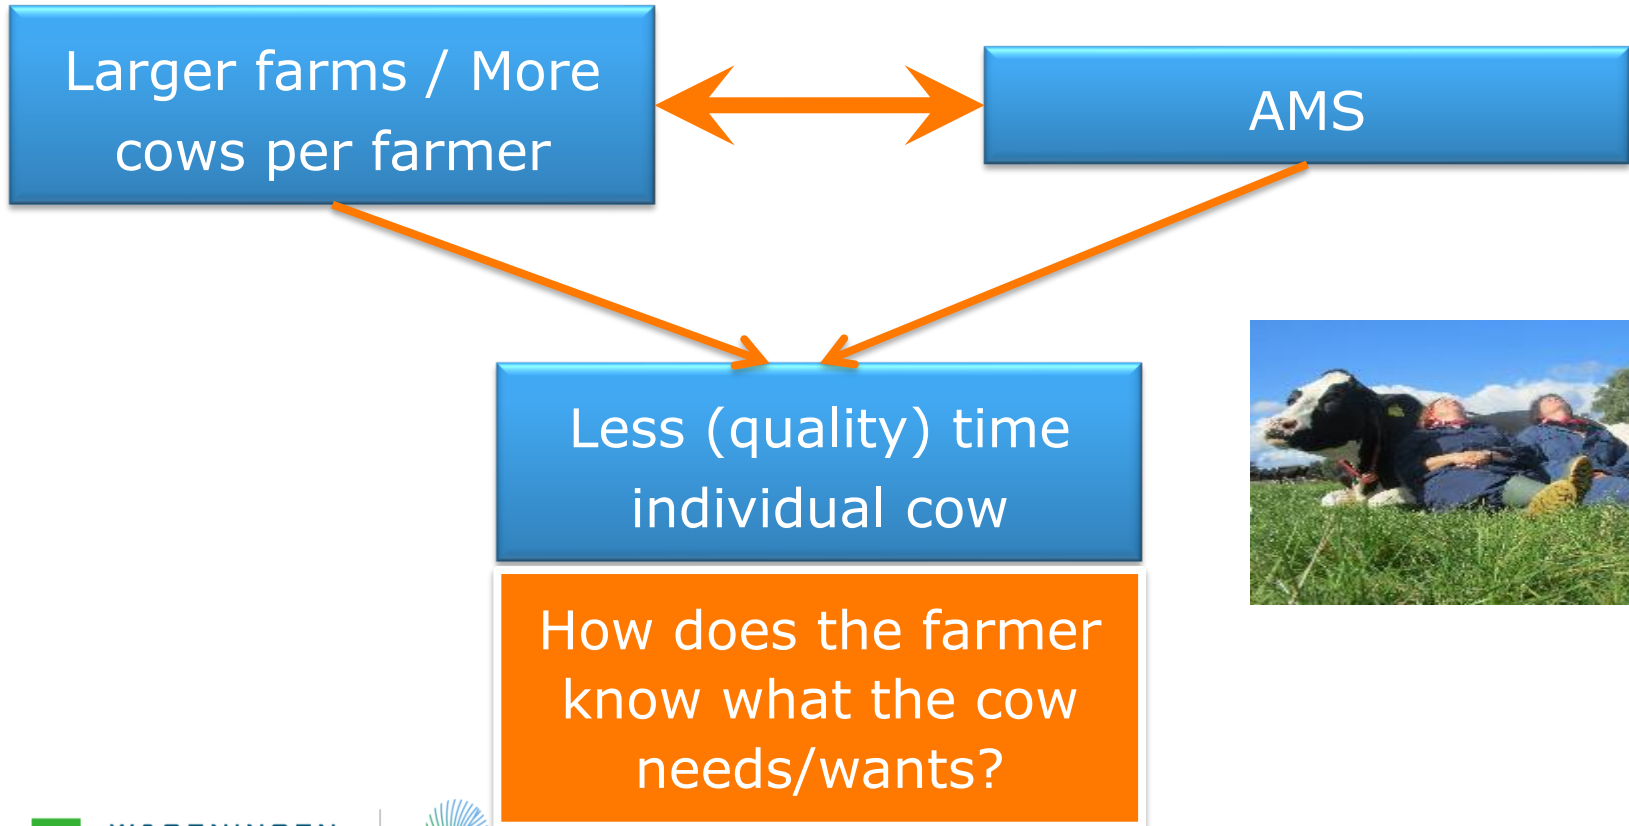 Larger farms / More
cows per farmer
AMS
Less (quality) time
individual cow
How does the farmer
know what the cow
needs/wants?